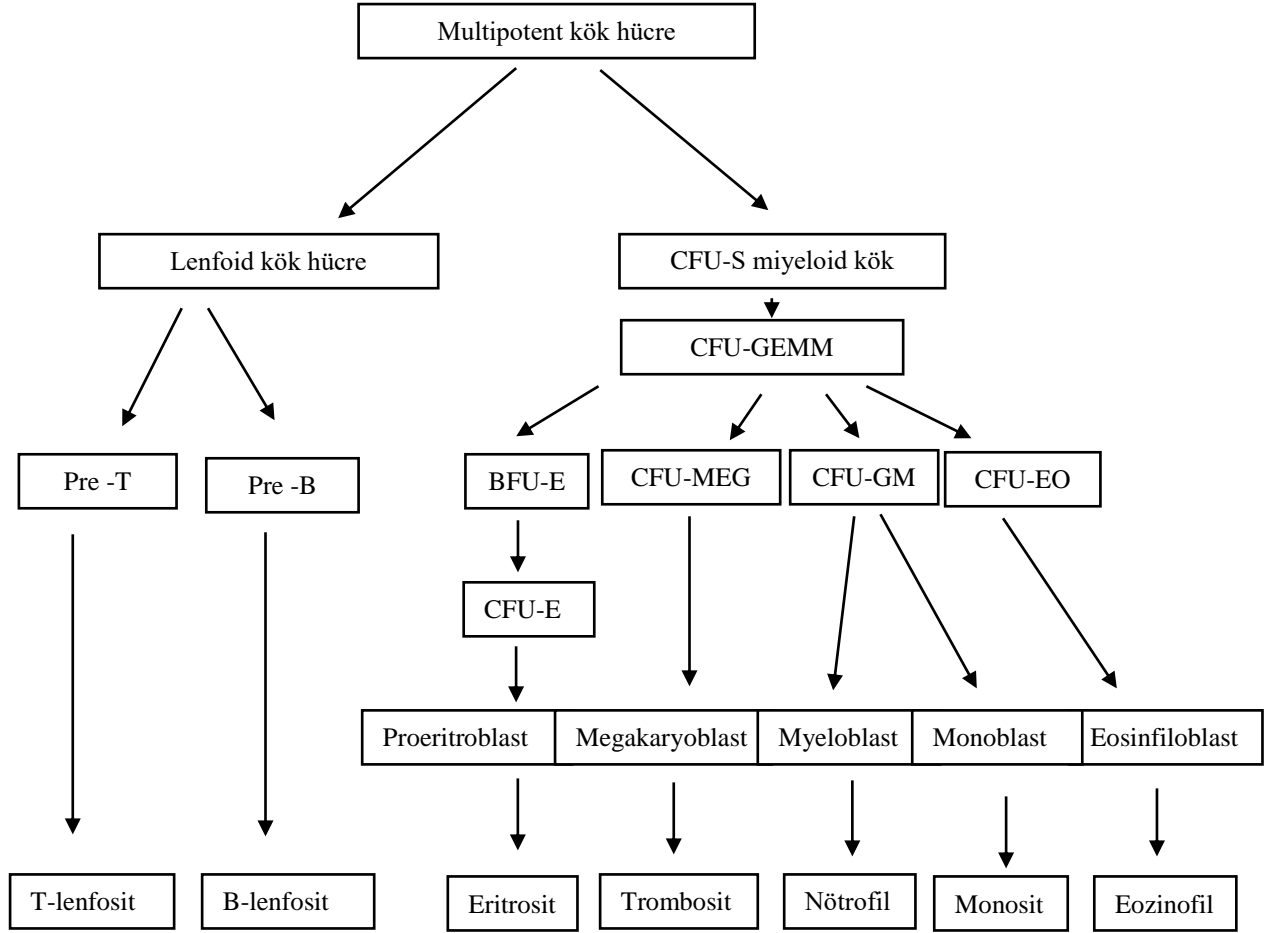 Multipotent kök hücre
Lenfoid kök hücre
CFU-S miyeloid kök
CFU-GEMM
Pre -T
Pre -B
BFU-E
CFU-MEG
CFU-GM
CFU-EO
CFU-E
Proeritroblast
Megakaryoblast
Myeloblast
Monoblast
Eosinfiloblast
T-lenfosit
B-lenfosit
Eritrosit
Trombosit
Nötrofil
Monosit
Eozinofil